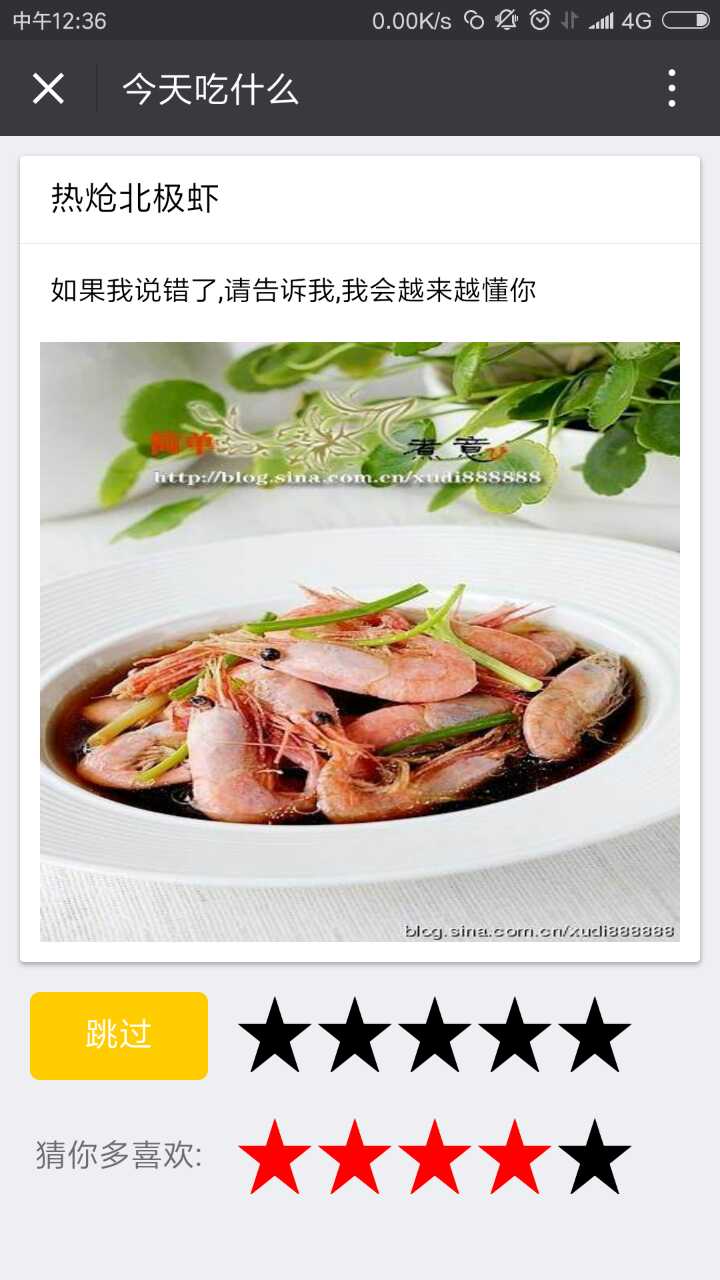 中午12:36
0.00K/s
4G
今天吃什么
热炝北极虾
如果我说错了,请告诉我,我会越来越懂你
简单
煮意
http://blog.sina.com.cn/xudi888888
blog.sina.com.cn/xudi888888
跳过
猜你多喜欢: